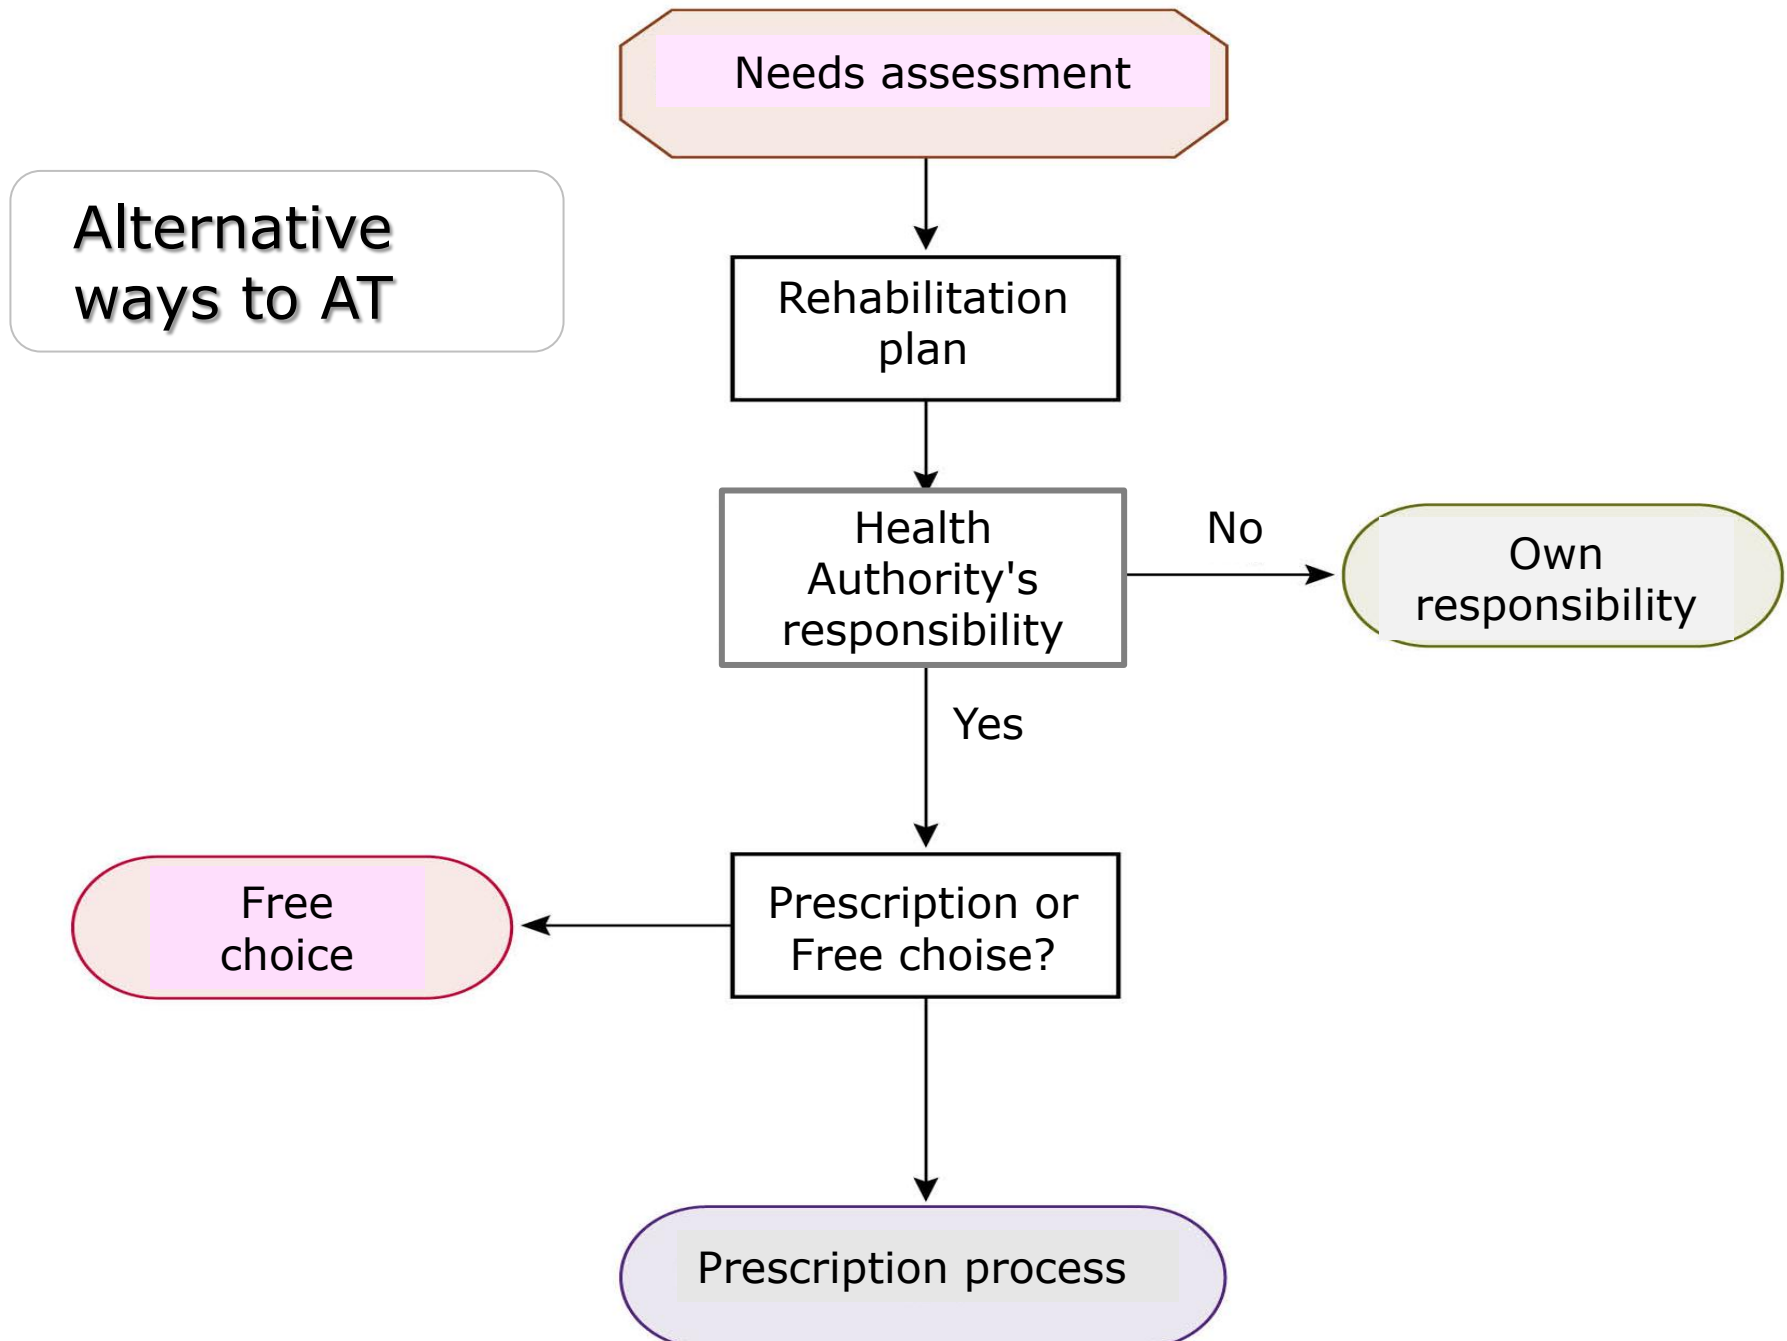 Needs assessment
Alternative
ways to AT
Rehabilitation
plan
Health
Authority's
responsibility
No
Own
responsibility
Yes
Free
choice
Prescription or
Free choise?
Prescription process